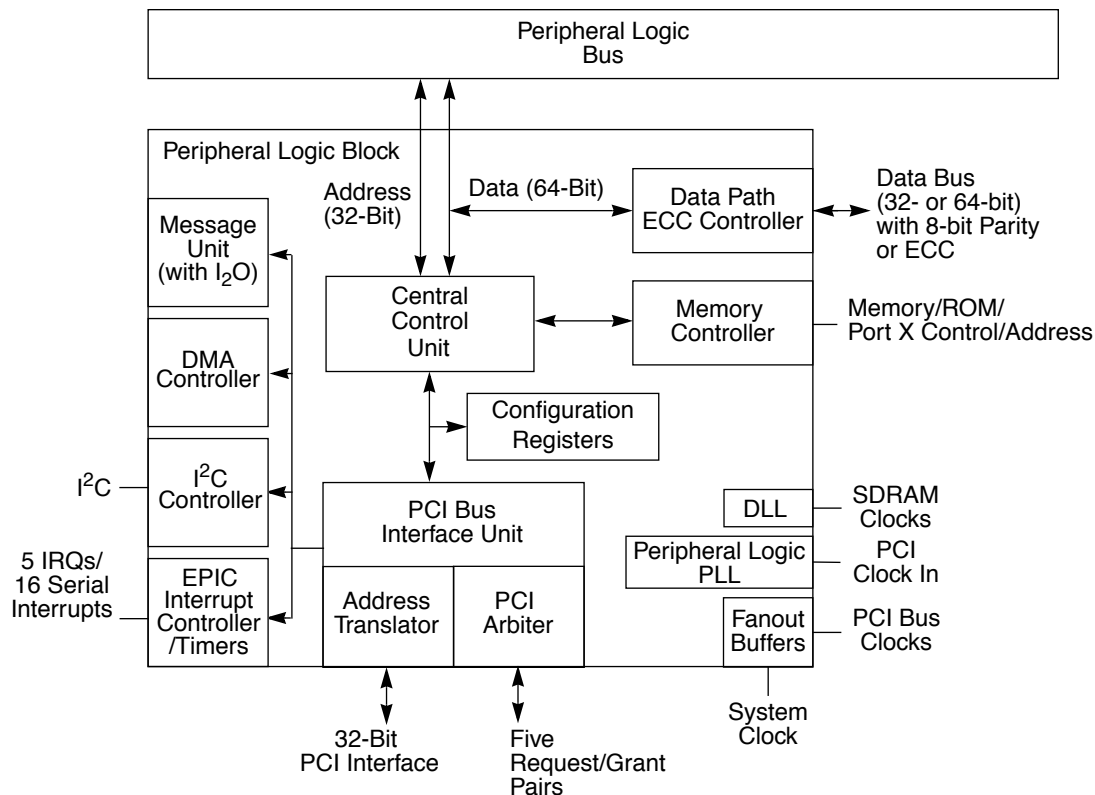 Peripheral Logic
Bus
Peripheral Logic Block
Address
(32-Bit)
Data (64-Bit)
Data Path
ECC Controller
Data Bus
(32- or 64-bit)
with 8-bit Parity
or ECC
Message
Unit
(with I₂O)
Central
Control
Unit
Memory
Controller
Memory/ROM/
Port X Control/Address
DMA
Controller
Configuration
Registers
I²C
I²C
Controller
PCI Bus
Interface Unit
DLL
SDRAM
Clocks
Peripheral Logic
PLL
PCI
Clock In
5 IRQs/
16 Serial
Interrupts
EPIC
Interrupt
Controller
/Timers
Address
Translator
PCI
Arbiter
Fanout
Buffers
PCI Bus
Clocks
System
Clock
32-Bit
PCI Interface
Five
Request/Grant
Pairs